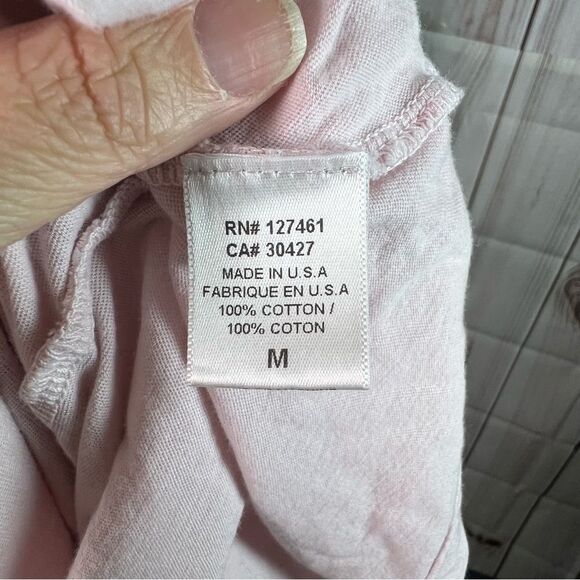 RN# 127461
CA# 30427
MADE IN U.S.A
FABRIQUE EN U.S.A
100% COTTON /
100% COTON
M